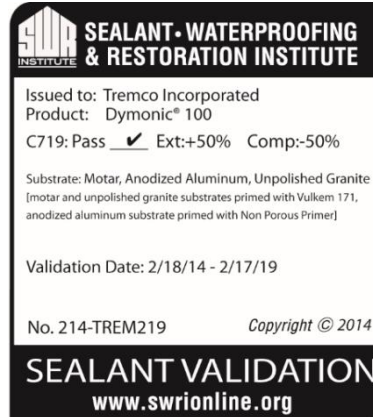 SWR
INSTITUTE
SEALANT • WATERPROOFING
& RESTORATION INSTITUTE
Issued to: Tremco Incorporated
Product: Dymonic® 100
C719: Pass ✔ Ext:+50% Comp:-50%
Substrate: Motar, Anodized Aluminum, Unpolished Granite
[motar and unpolished granite substrates primed with Vulkem 171,
anodized aluminum substrate primed with Non Porous Primer]
Validation Date: 2/18/14 - 2/17/19
No. 214-TREM219 Copyright © 2014
SEALANT VALIDATION
www.swrionline.org